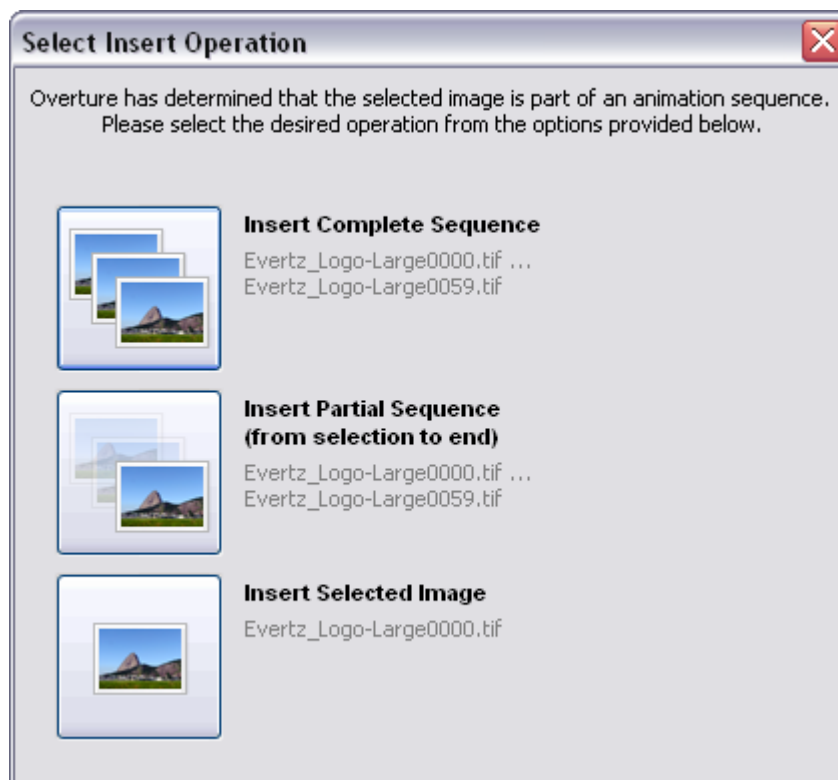 Select Insert Operation
Overture has determined that the selected image is part of an animation sequence.
Please select the desired operation from the options provided below.
Insert Complete Sequence
Evertz_Logo-Large0000.tif ...
Evertz_Logo-Large0059.tif
Insert Partial Sequence
(from selection to end)
Evertz_Logo-Large0000.tif ...
Evertz_Logo-Large0059.tif
Insert Selected Image
Evertz_Logo-Large0000.tif